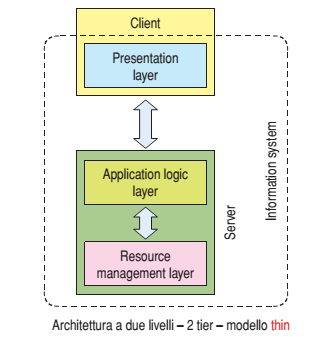 Client
Presentation
layer
Application logic
layer
Resource
management layer
Server
Information system
Architettura a due livelli – 2 tier – modello thin